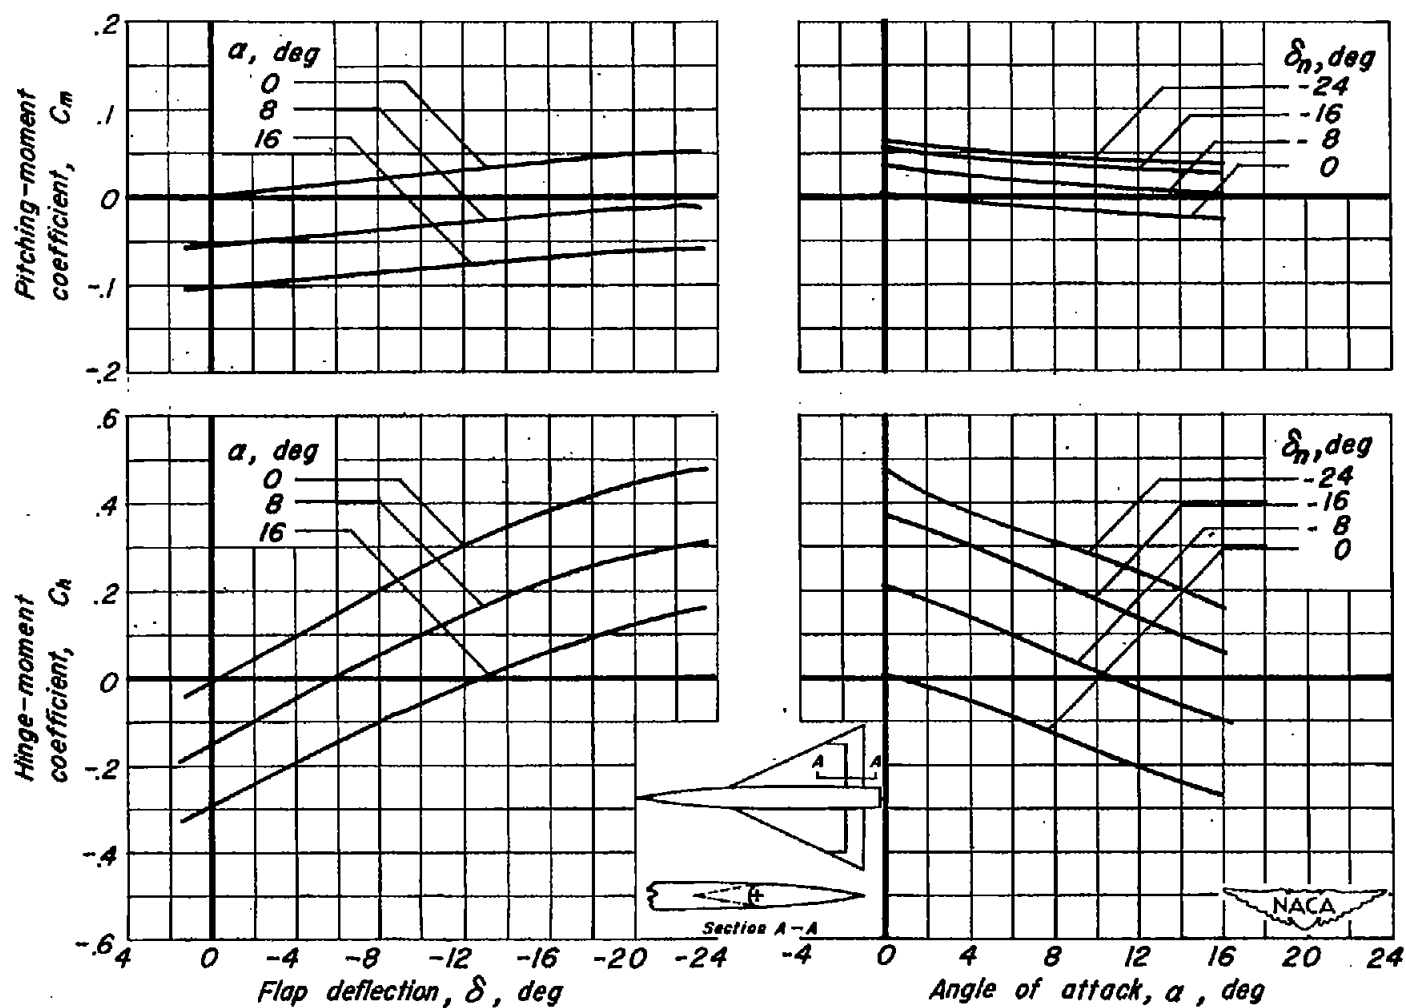 .2
.1
0
-.1
-.2
Pitching-moment
coefficient, Cm
α, deg
0
8
16
δn, deg
-24
-16
-8
0
.6
.4
.2
0
-.2
-.4
-.6
Hinge-moment
coefficient, Ch
α, deg
0
8
16
δn, deg
-24
-16
-8
0
A A
Section A-A
NACA
4 0 -4 -8 -12 -16 -20 -24
Flap deflection, δ, deg
-4 0 4 8 12 16 20 24
Angle of attack, α, deg